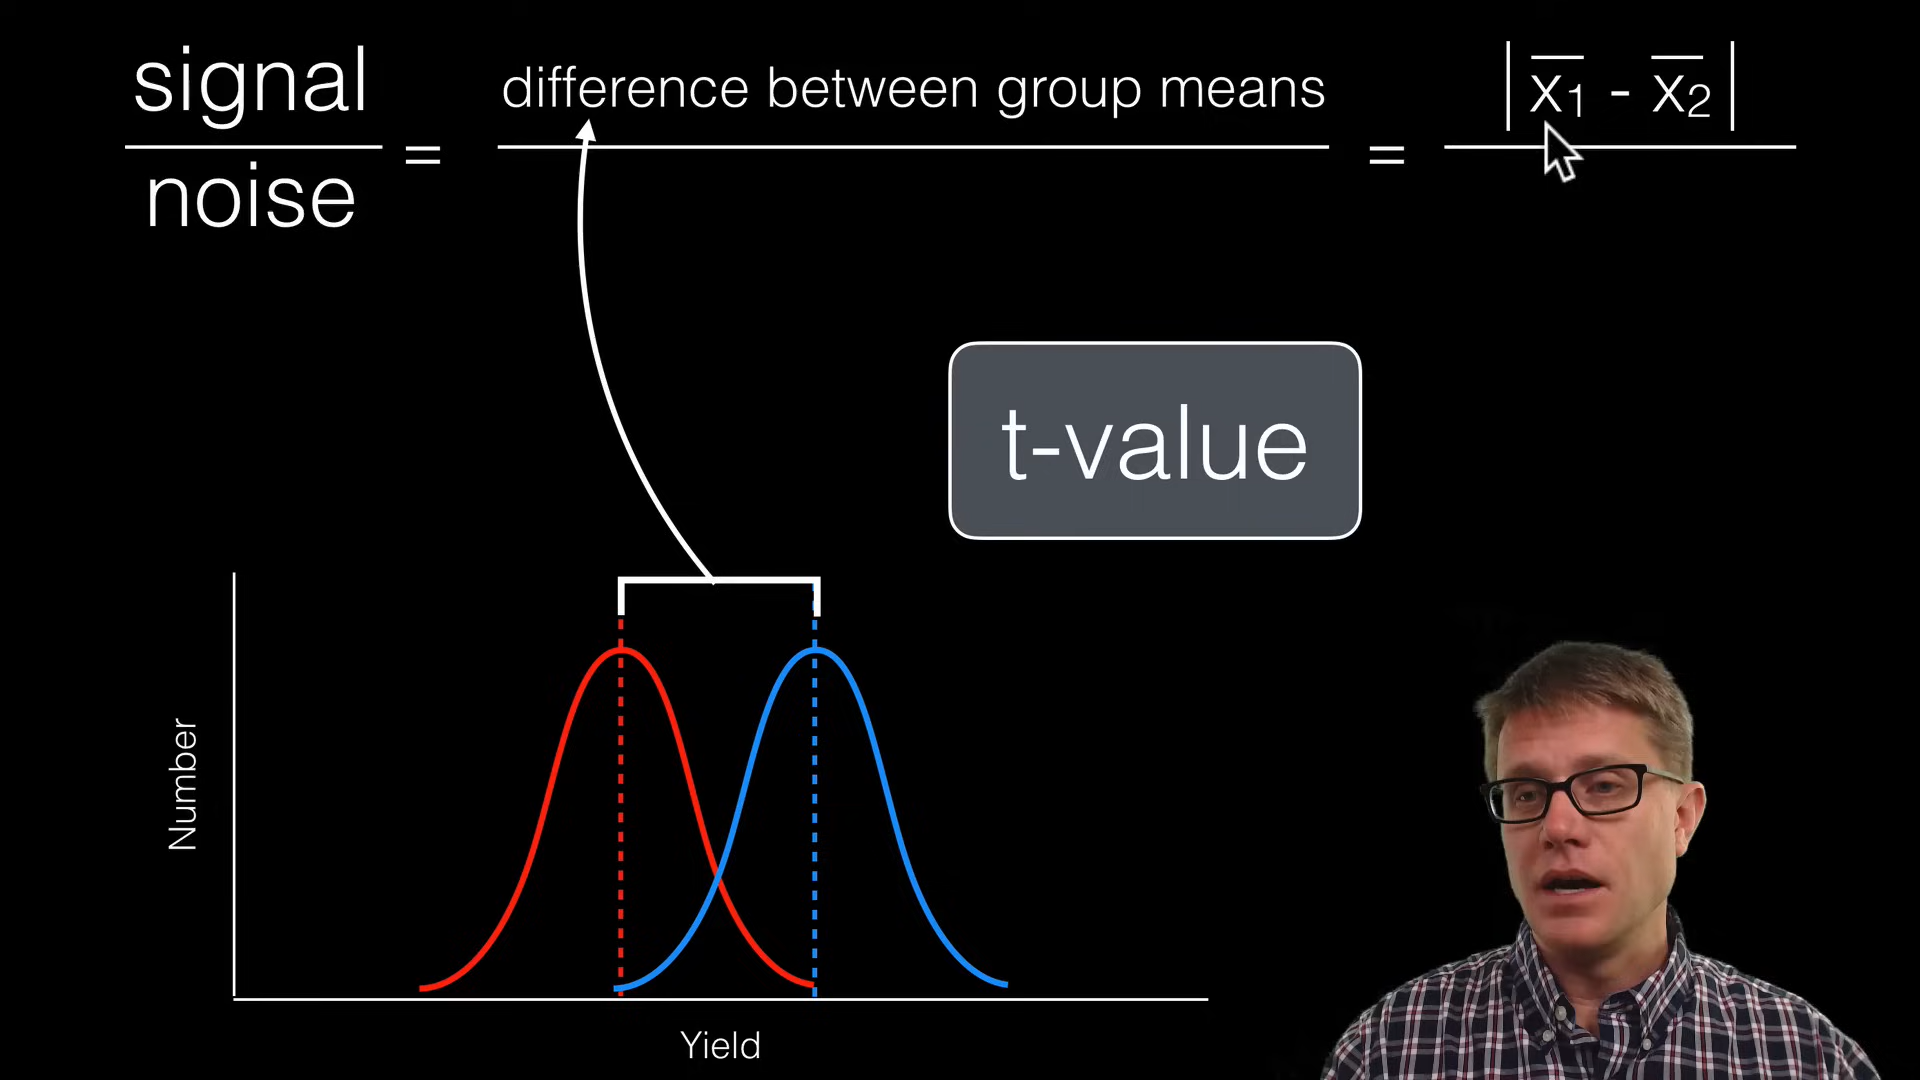 signal
noise
=
difference between group means
=
| x̅1 - x̅2 |
t-value
Number
Yield